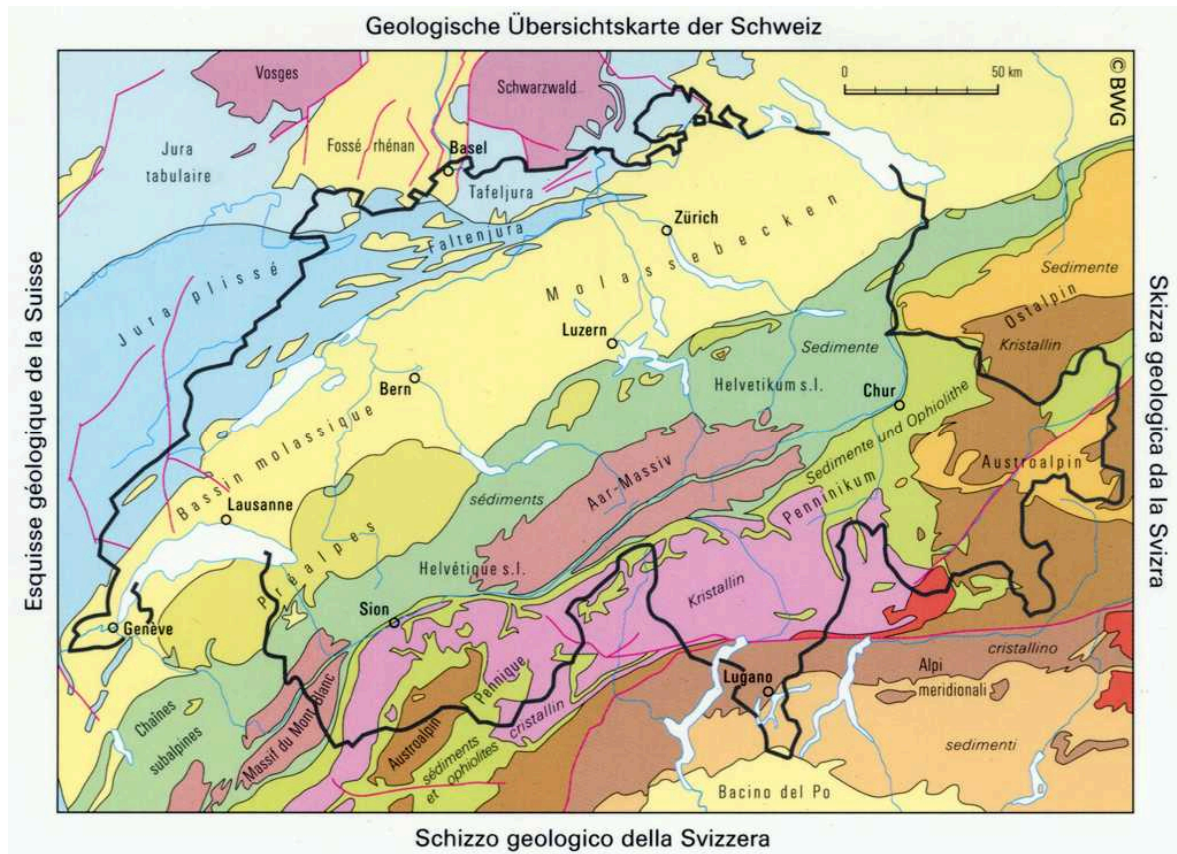 Geologische Übersichtskarte der Schweiz
Esquisse géologique de la Suisse
Skizza geologica da la Svizra
Schizzo geologico della Svizzera
© BWG
0 50 km
Vosges
Schwarzwald
Jura
tabulaire
Fossé rhénan
Basel
Tafeljura
Faltenjura
Jura plissé
Zürich
Molassebecken
Luzern
Bern
Bassin molassique
Lausanne
Genève
Préalpes
Sedimente
Helvetikum s.l.
Chur
Sedimente
Ostalpin
Kristallin
Austroalpin
Sedimente und Ophiolithe
Penninikum
Aar-Massiv
sédiments
Helvétique s.l.
Sion
Kristallin
Pennique
cristallin
Lugano
cristallino
Alpi
meridionali
sedimenti
Bacino del Po
Chaînes
subalpines
Massif du Mont Blanc
Austroalpin
sédiments
et ophiolites